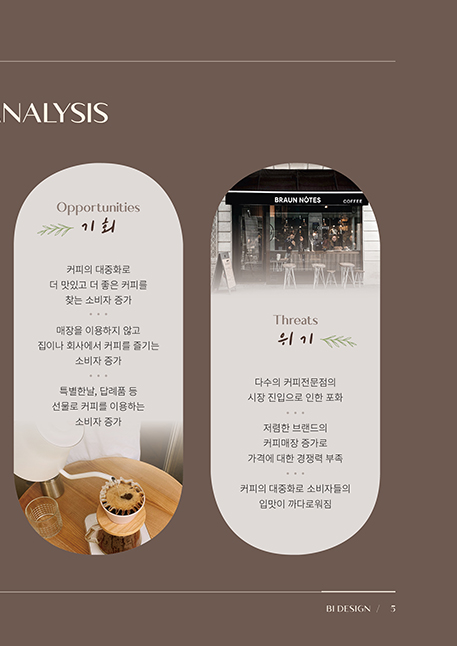 ANALYSIS
Opportunities
기회
커피의 대중화로
더 맛있고 더 좋은 커피를
찾는 소비자 증가
매장을 이용하지 않고
집이나 회사에서 커피를 즐기는
소비자 증가
특별한날, 답례품 등
선물로 커피를 이용하는
소비자 증가
BRAUN NÒTES COFFEE
Threats
위기
다수의 커피전문점의
시장 진입으로 인한 포화
저렴한 브랜드의
커피매장 증가로
가격에 대한 경쟁력 부족
커피의 대중화로 소비자들의
입맛이 까다로워짐
BI DESIGN / 5